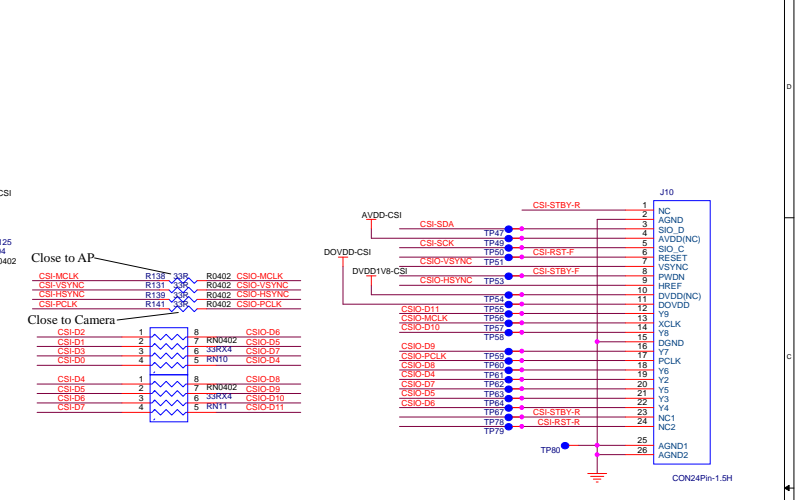 D
CSI
125
04
0402
Close to AP
CSI-MCLK R138 33R R0402 CSIO-MCLK
CSI-VSYNC R131 33R R0402 CSIO-VSYNC
CSI-HSYNC R139 33R R0402 CSIO-HSYNC
CSI-PCLK R141 33R R0402 CSIO-PCLK
Close to Camera
CSI-D2 1 8 CSIO-D6
CSI-D1 2 7 RN0402 CSIO-D5
CSI-D3 3 6 33RX4 CSIO-D7
CSI-D0 4 5 RN10 CSIO-D4
CSI-D4 1 8 CSIO-D8
CSI-D5 2 7 RN0402 CSIO-D9
CSI-D6 3 6 33RX4 CSIO-D10
CSI-D7 4 5 RN11 CSIO-D11
J10
CSI-STBY-R 1 NC
AVDD-CSI 2 AGND
CSI-SDA TP47 3 SIO_D
4 AVDD(NC)
CSI-SCK TP49 5 SIO_C
DOVDD-CSI TP50 CSI-RST-F 6 RESET
CSIO-VSYNC TP51 7 VSYNC
DVDD1V8-CSI CSI-STBY-F 8 PWDN
CSIO-HSYNC TP53 9 HREF
10 DVDD(NC)
TP54 11 DOVDD
CSIO-D11 TP55 12 Y9
CSIO-MCLK TP56 13 XCLK
CSIO-D10 TP57 14 Y8
TP58 15 DGND
CSIO-D9 16 Y7
CSIO-PCLK TP59 17 PCLK
CSIO-D8 TP60 18 Y6
CSIO-D4 TP61 19 Y2
CSIO-D7 TP62 20 Y5
CSIO-D5 TP63 21 Y3
CSIO-D6 TP64 22 Y4
TP67 CSI-STBY-R 23 NC1
TP78 CSI-RST-R 24 NC2
TP79
TP80 25 AGND1
26 AGND2
CON24Pin-1.5H
C